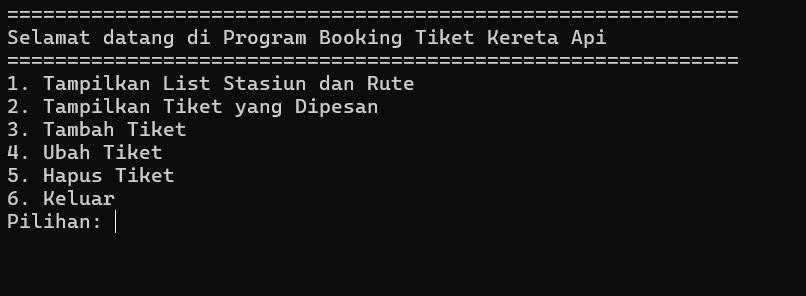 =============================================================
Selamat datang di Program Booking Tiket Kereta Api
=============================================================
1. Tampilkan List Stasiun dan Rute
2. Tampilkan Tiket yang Dipesan
3. Tambah Tiket
4. Ubah Tiket
5. Hapus Tiket
6. Keluar
Pilihan: